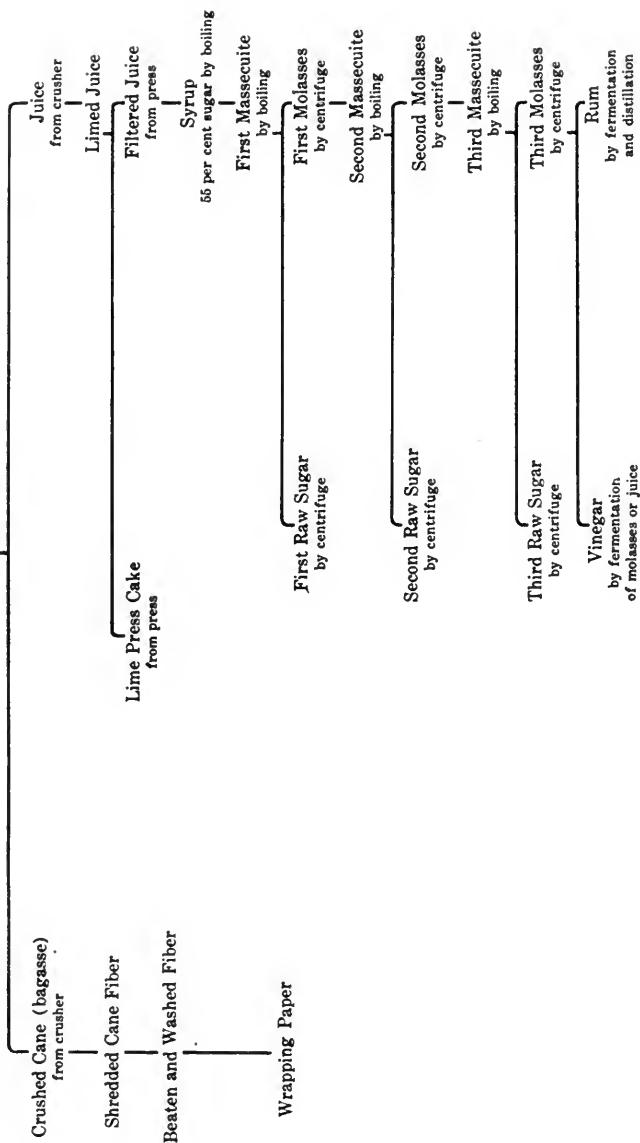 Crushed Cane (bagasse)
from crusher
Shredded Cane Fiber
Beaten and Washed Fiber
Wrapping Paper
Juice
from crusher
Limed Juice
Lime Press Cake
from press
Filtered Juice
from press
Syrup
55 per cent sugar by boiling
First Massecuite
by boiling
First Raw Sugar
by centrifuge
First Molasses
by centrifuge
Second Massecuite
by boiling
Second Raw Sugar
by centrifuge
Second Molasses
by centrifuge
Third Massecuite
by boiling
Third Raw Sugar
by centrifuge
Third Molasses
by centrifuge
Vinegar
by fermentation
of molasses or juice
Rum
by fermentation
and distillation